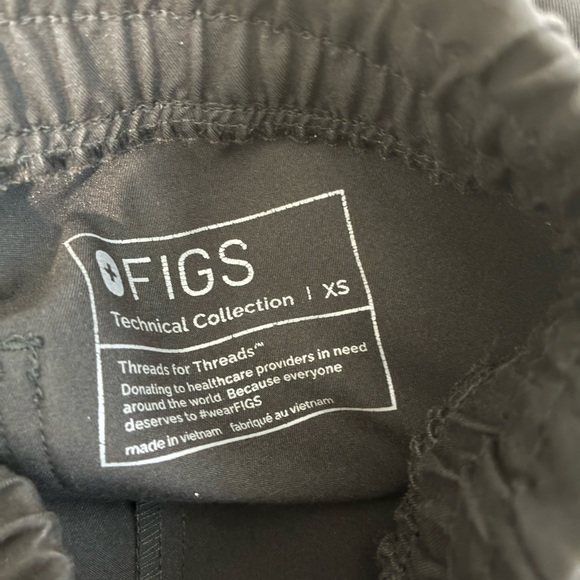 FIGS
Technical Collection | XS
Threads for Threads™
Donating to healthcare providers in need
around the world Because everyone
deserves to #wearFIGS
made in vietnam fabriqué au vietnam